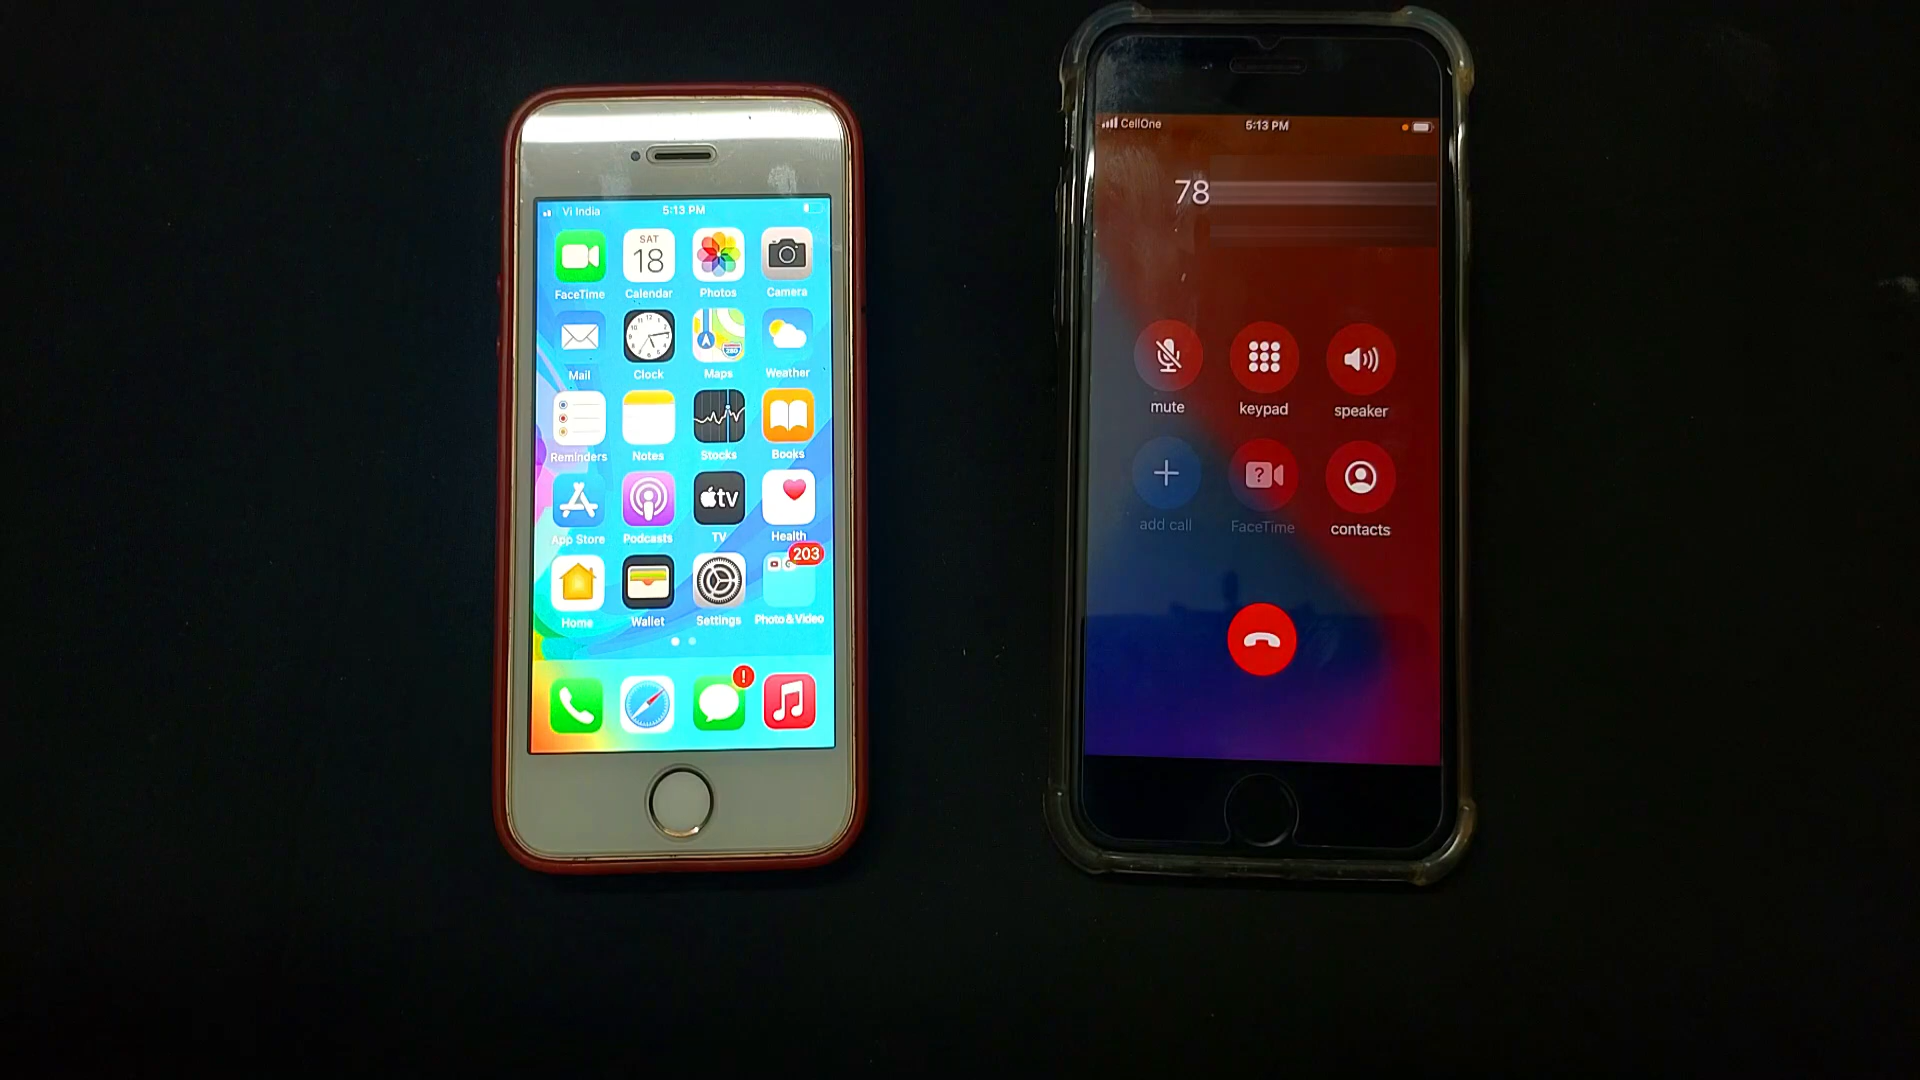 Vi India 5:13 PM
SAT
18
FaceTime Calendar Photos Camera
Mail Clock Maps Weather
Reminders Notes Stocks Books
tv
App Store Podcasts TV Health
203
Home Wallet Settings Photo & Video
!
CellOne 5:13 PM
78
mute keypad speaker
?
add call FaceTime contacts